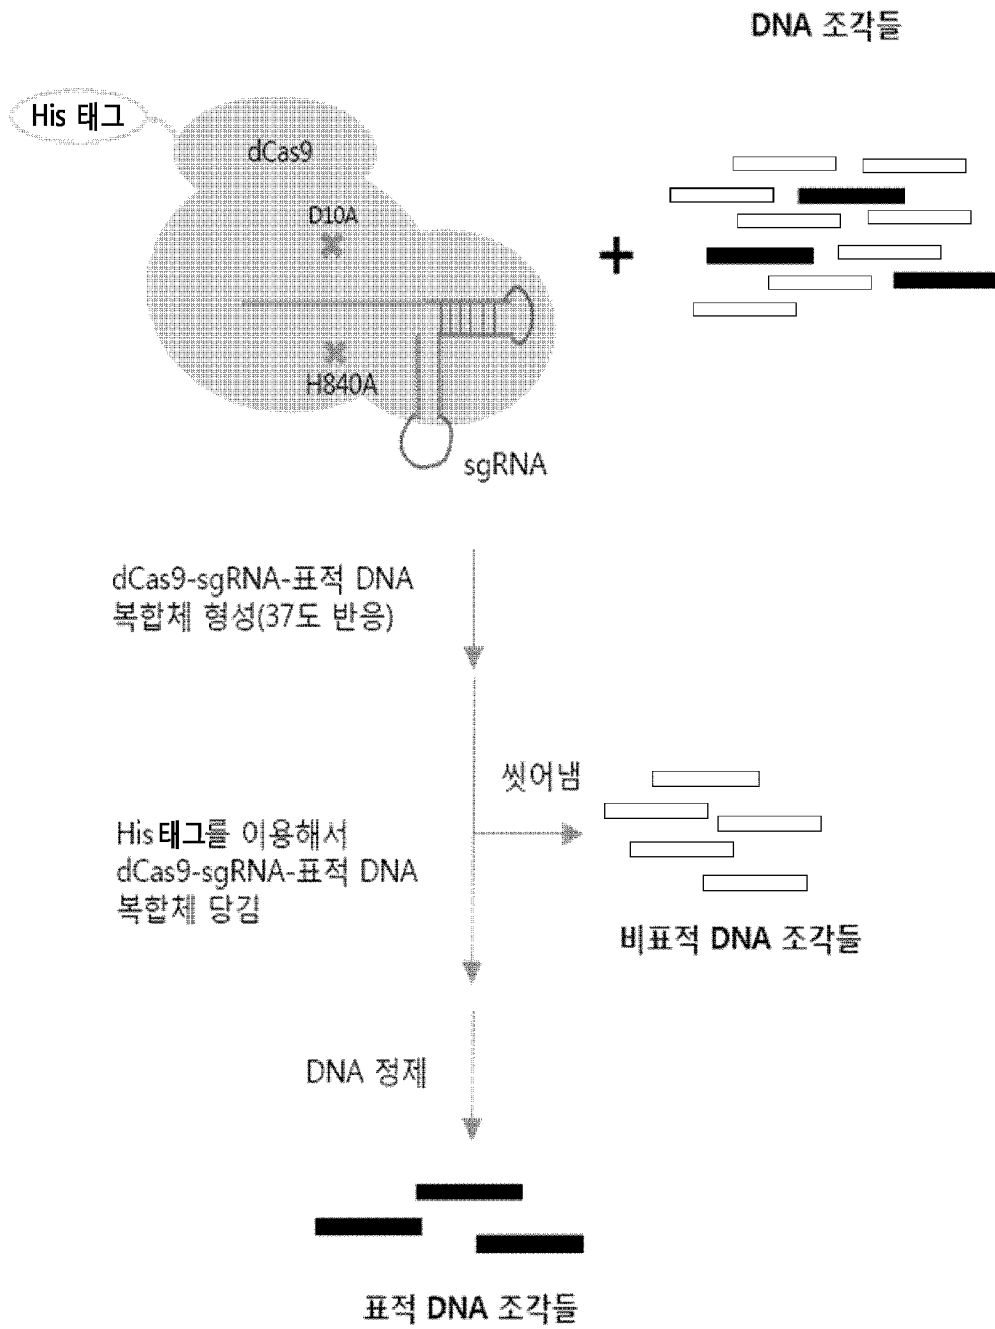 DNA 조각들
His 태그
dCas9
D10A
H840A
sgRNA
dCas9-sgRNA-표적 DNA
복합체 형성(37도 반응)
씻어냄
His 태그를 이용해서
dCas9-sgRNA-표적 DNA
복합체 당김
비표적 DNA 조각들
DNA 정제
표적 DNA 조각들